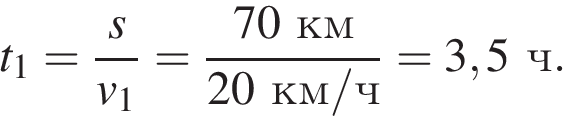 t₁ = s/v₁ = 70 км / 20 км/ч = 3,5 ч.